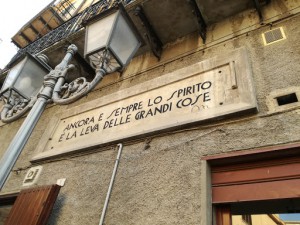 ANCORA E SEMPRE LO SPIRITO
E LA LEVA DELLE GRANDI COSE